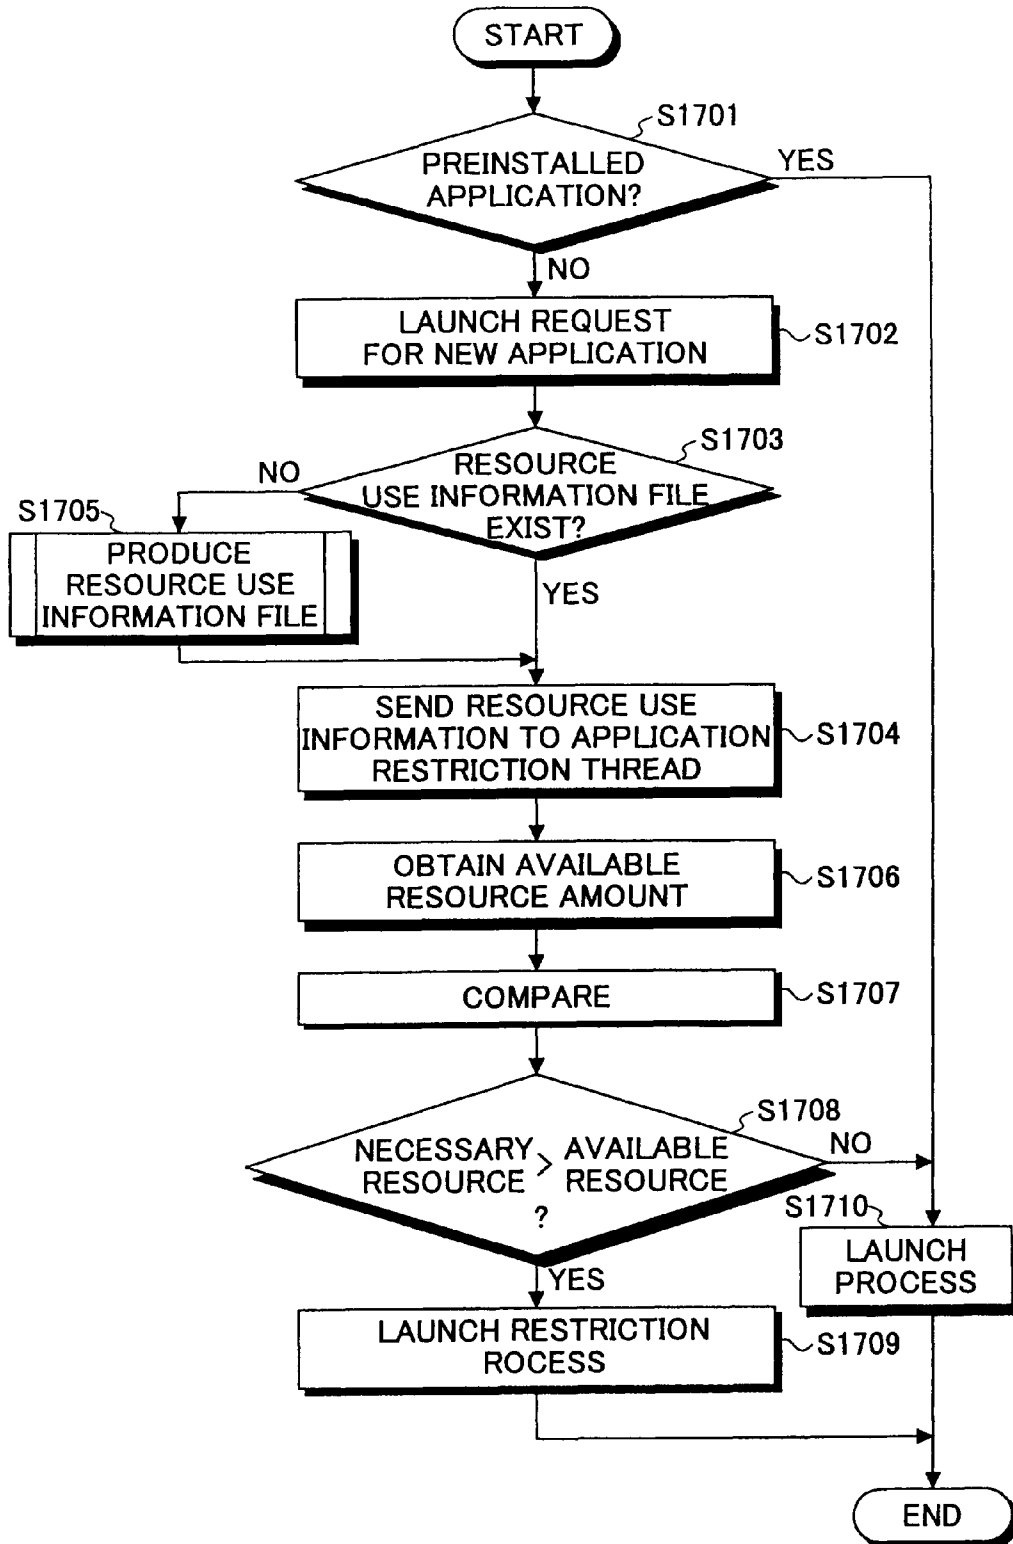 START
S1701
PREINSTALLED
APPLICATION?
YES
NO
LAUNCH REQUEST
FOR NEW APPLICATION
S1702
S1703
RESOURCE
USE INFORMATION FILE
EXIST?
NO
YES
S1705
PRODUCE
RESOURCE USE
INFORMATION FILE
SEND RESOURCE USE
INFORMATION TO APPLICATION
RESTRICTION THREAD
S1704
OBTAIN AVAILABLE
RESOURCE AMOUNT
S1706
COMPARE
S1707
S1708
NECESSARY > AVAILABLE
RESOURCE RESOURCE
?
NO
YES
S1710
LAUNCH
PROCESS
LAUNCH RESTRICTION
ROCESS
S1709
END